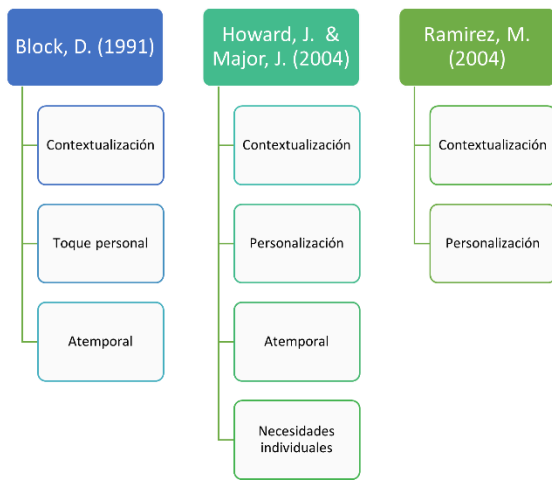 Block, D. (1991)
Contextualización
Toque personal
Atemporal
Howard, J. &
Major, J. (2004)
Contextualización
Personalización
Atemporal
Necesidades
individuales
Ramirez, M.
(2004)
Contextualización
Personalización